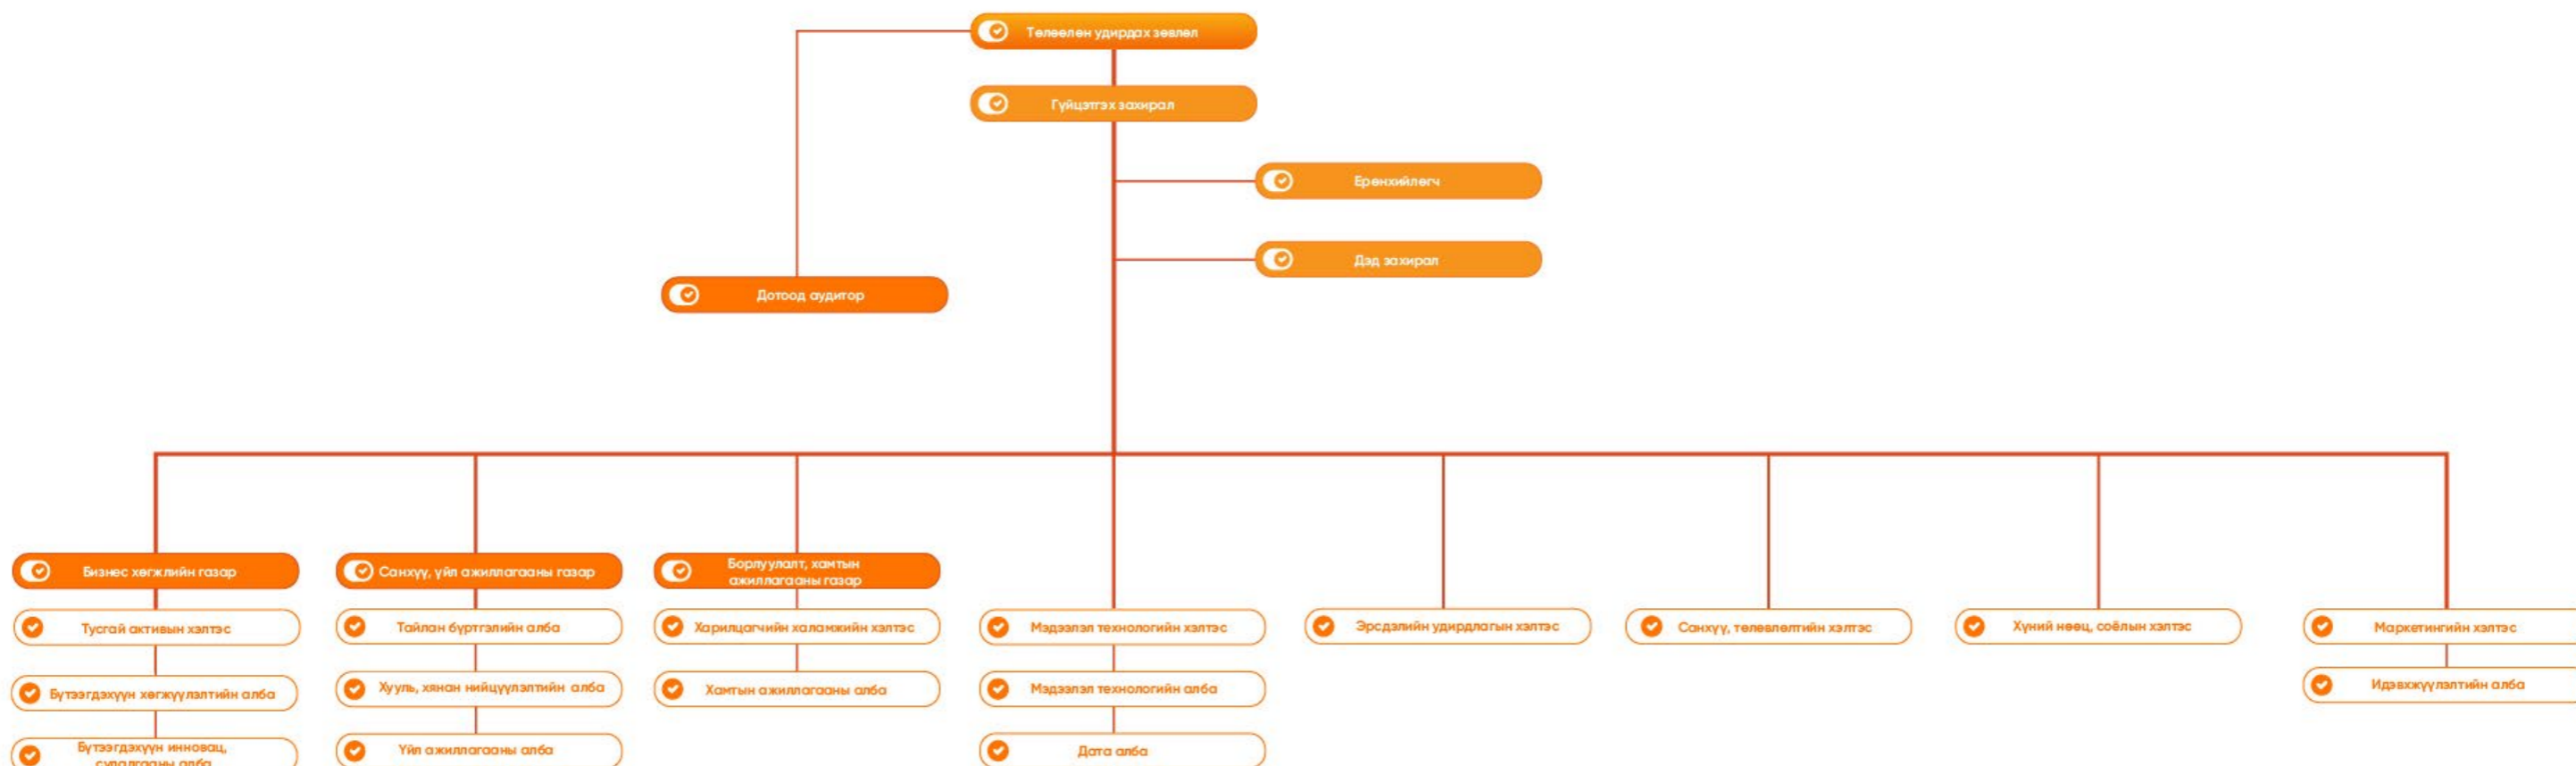 Төлөөлөн удирдах зөвлөл
Гүйцэтгэх захирал
Ерөнхийлөгч
Дэд захирал
Дотоод аудитор
Бизнес хөгжлийн газар
Санхүү, үйл ажиллагааны газар
Борлуулалт, хамтын
ажиллагааны газар
Тусгай активын хэлтэс
Тайлан бүртгэлийн алба
Харилцагчийн халамжийн хэлтэс
Мэдээлэл технологийн хэлтэс
Эрсдэлийн удирдлагын хэлтэс
Санхүү, төлөвлөлтийн хэлтэс
Хүний нөөц, соёлын хэлтэс
Маркетингийн хэлтэс
Бүтээгдэхүүн хөгжүүлэлтийн алба
Хууль, хянан нийцүүлэлтийн алба
Хамтын ажиллагааны алба
Мэдээлэл технологийн алба
Идэвхжүүлэлтийн алба
Бүтээгдэхүүн инновац,
судалгааны алба
Үйл ажиллагааны алба
Дата алба